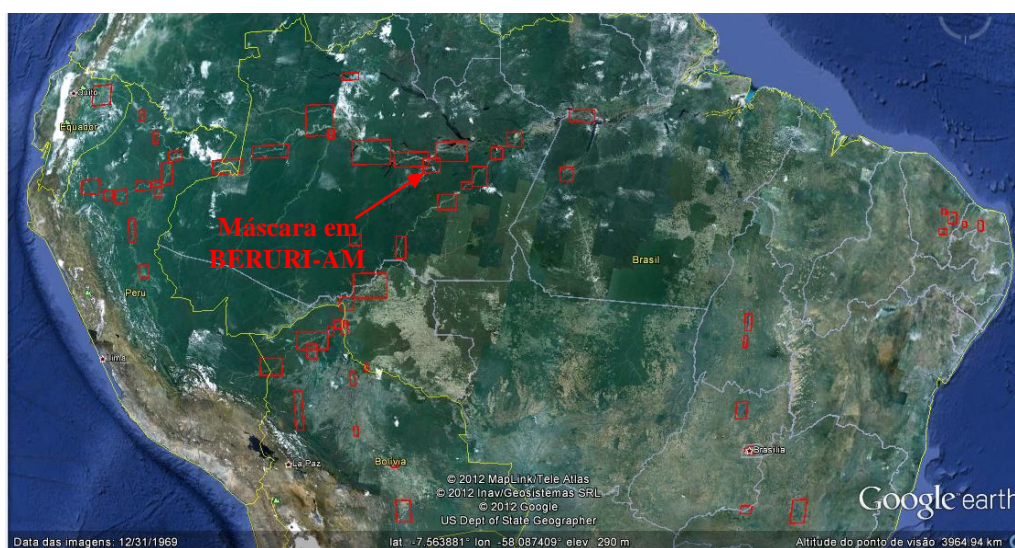 Quito
Equador
Máscara em
BERURI-AM
Brasil
Peru
Lima
Brasília
La Paz
Bolívia
© 2012 MapLink/Tele Atlas
© 2012 Inav/Geosistemas SRL
© 2012 Google
US Dept of State Geographer
Google earth
Data das imagens: 12/31/1969
lat -7.563881° lon -58.087409° elev 290 m
Altitude do ponto de visão 3964.94 km